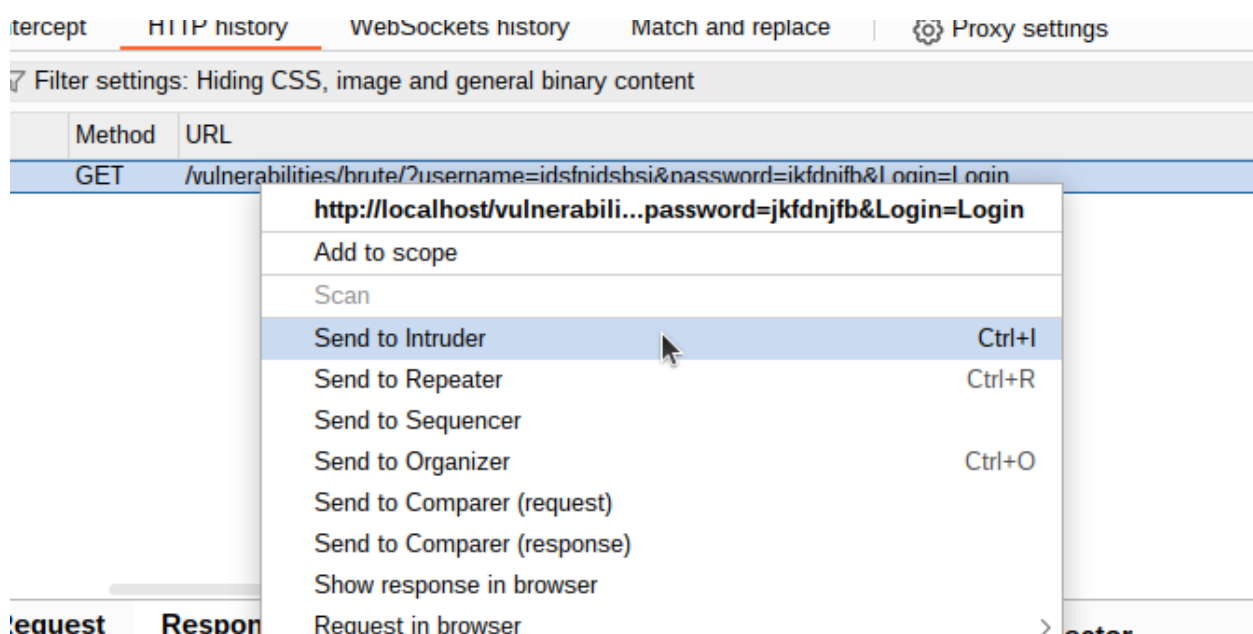 tercept HTTP history WebSockets history Match and replace Proxy settings
Filter settings: Hiding CSS, image and general binary content
Method URL
GET /vulnerabilities/brute/?username=idsfnidsbsi&password=jkfdnjfb&Login=Login
http://localhost/vulnerabili...password=jkfdnjfb&Login=Login
Add to scope
Scan
Send to Intruder Ctrl+I
Send to Repeater Ctrl+R
Send to Sequencer
Send to Organizer Ctrl+O
Send to Comparer (request)
Send to Comparer (response)
Show response in browser
equest Respon Request in browser ector